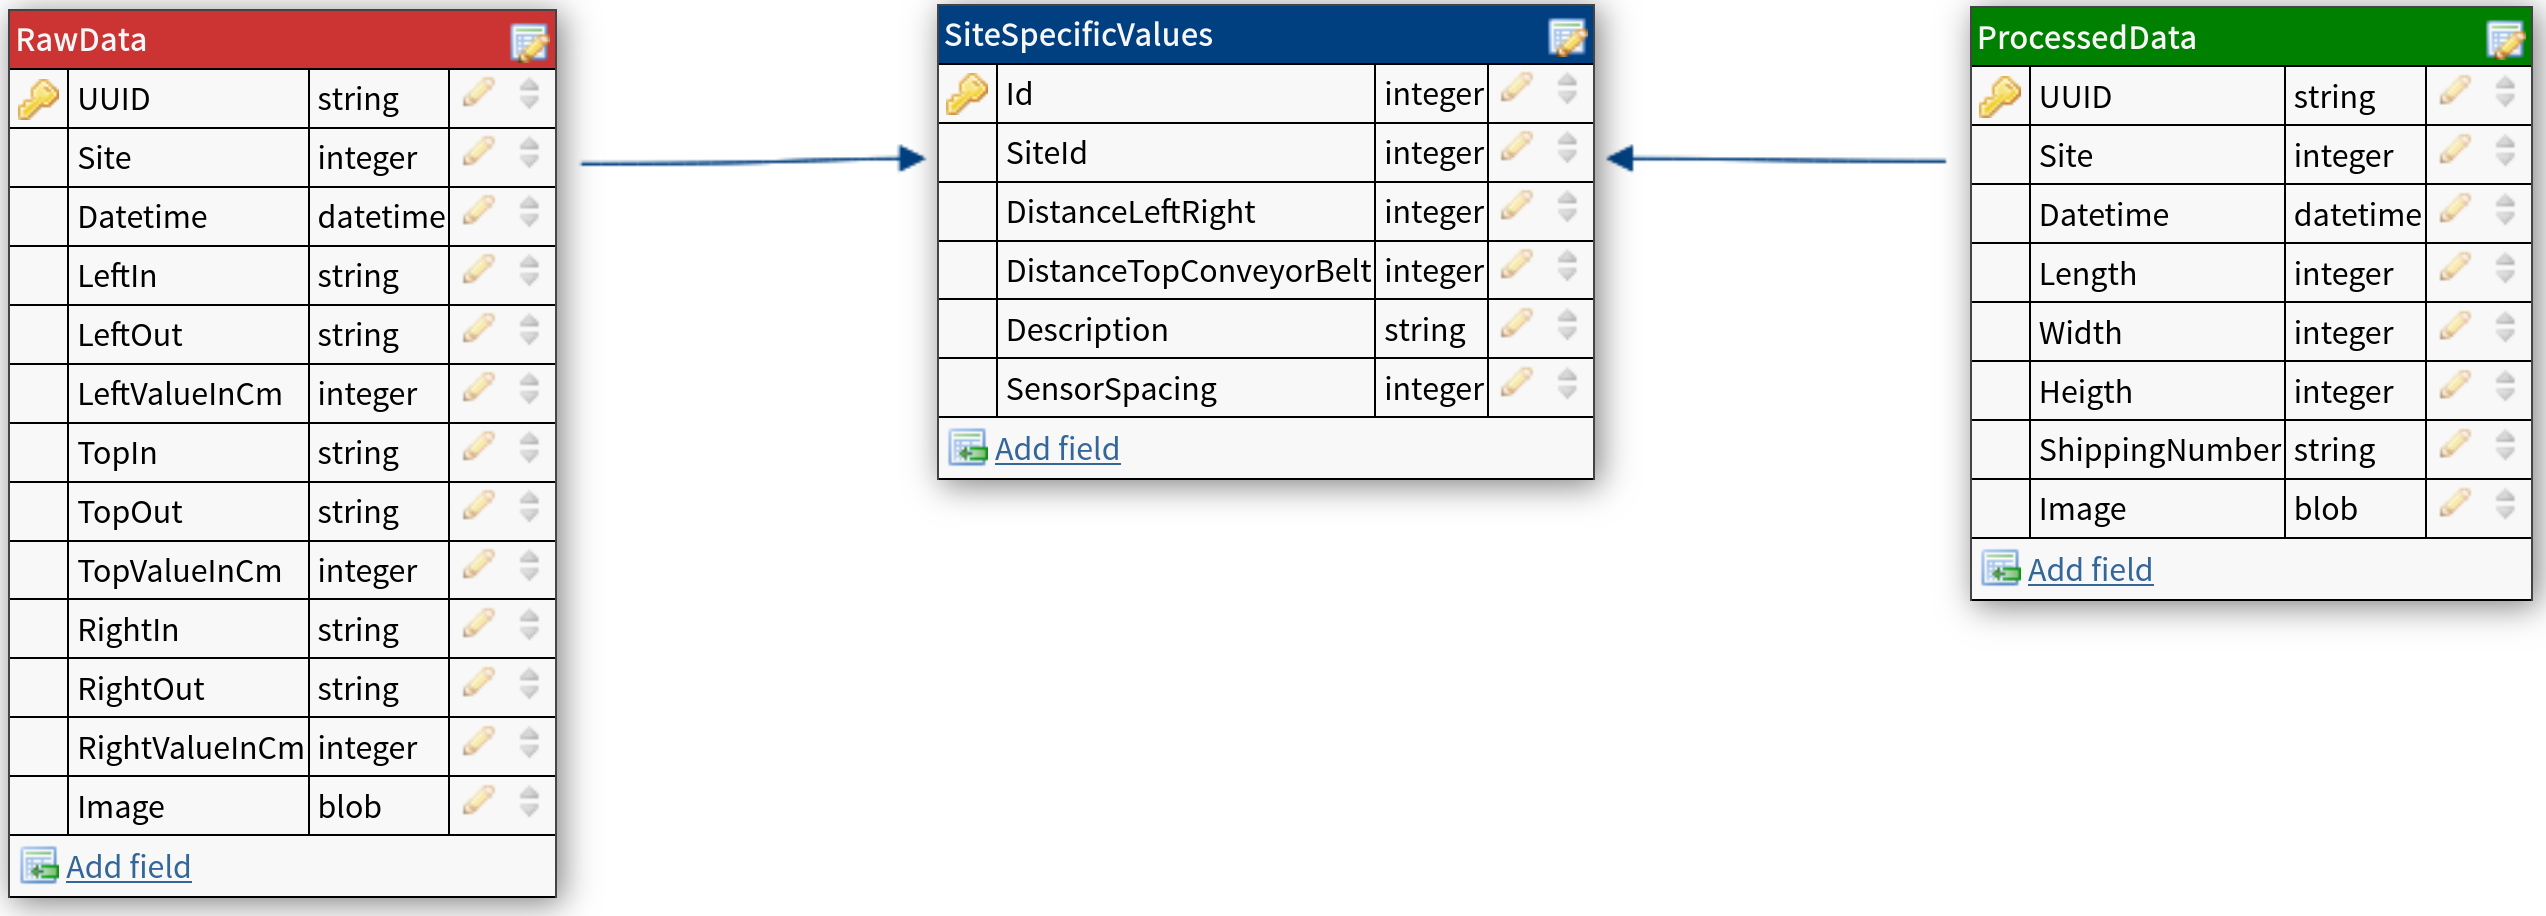 RawData
UUID string
Site integer
Datetime datetime
LeftIn string
LeftOut string
LeftValueInCm integer
TopIn string
TopOut string
TopValueInCm integer
RightIn string
RightOut string
RightValueInCm integer
Image blob
Add field
SiteSpecificValues
Id integer
SiteId integer
DistanceLeftRight integer
DistanceTopConveyorBelt integer
Description string
SensorSpacing integer
Add field
ProcessedData
UUID string
Site integer
Datetime datetime
Length integer
Width integer
Heigth integer
ShippingNumber string
Image blob
Add field